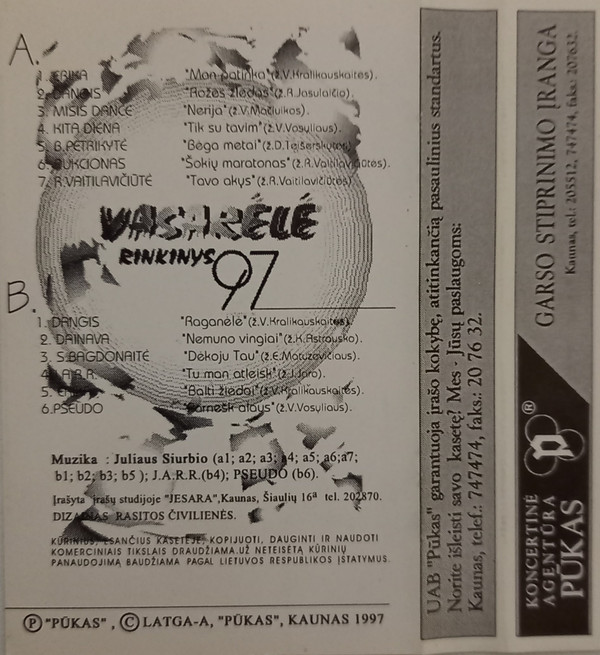 A.
1. ERIKA "Man patinka" (ž.V.Kralikauskaitės).
2. DANGIS "Rožės žiedas" (ž.R.Jasulaičio).
3. MISIS DANCE "Nerija" (ž.V.Mačiulkos).
4. KITA DIENA "Tik su tavim" (ž.V.Vosyliaus).
5. B.PETRIKYTĖ "Bėga metai" (ž.D.Teišerskytės).
6. AUKCIONAS "Šokių maratonas" (ž.R.Vaitilavičiūtės).
7. R.VAITILAVIČIŪTĖ "Tavo akys" (ž.R.Vaitilavičiūtės).
VASARĖLĖ
RINKINYS 97
B.
1. DANGIS "Raganėlė" (ž.V.Kralikauskaitės).
2. DAINAVA "Nemuno vingiai" (ž.K.Astrausko).
3. S.BAGDONAITĖ "Dėkoju Tau" (ž.E.Matuzevičiaus).
4. J.A.R.R. "Tu man atleisk" (ž.J.Jaro).
5. "Balti žiedai" (ž.V.Kralikauskaitės).
6.PSEUDO "Parnešk alaus" (ž.V.Vosyliaus).
Muzika : Juliaus Siurbio (a1; a2; a3; a4; a5; a6;a7;
b1; b2; b3; b5 ); J.A.R.R.(b4); PSEUDO (b6).
Įrašyta įrašų studijoje "JESARA",Kaunas, Šiaulių 16ª tel. 202870.
DIZAINAS RASITOS ČIVILIENĖS.
KŪRINIUS, ESANČIUS KASETĖJE, KOPIJUOTI, DAUGINTI IR NAUDOTI
KOMERCINIAIS TIKSLAIS DRAUDŽIAMA.UŽ NETEISĖTĄ KŪRINIŲ
PANAUDOJIMĄ BAUDŽIAMA PAGAL LIETUVOS RESPUBLIKOS ĮSTATYMUS.
Ⓟ "PŪKAS" , Ⓒ LATGA-A, "PŪKAS", KAUNAS 1997
UAB "Pūkas" garantuoja įrašo kokybę, atitinkančią pasaulinius standartus.
Norite išleisti savo kasetę? Mes - Jūsų paslaugoms:
Kaunas, telef.: 747474, faks.: 20 76 32.
KONCERTINĖ
AGENTŪRA
PŪKAS
®
GARSO STIPRINIMO ĮRANGA
Kaunas, tel.: 205512, 747474, faks.: 207632.